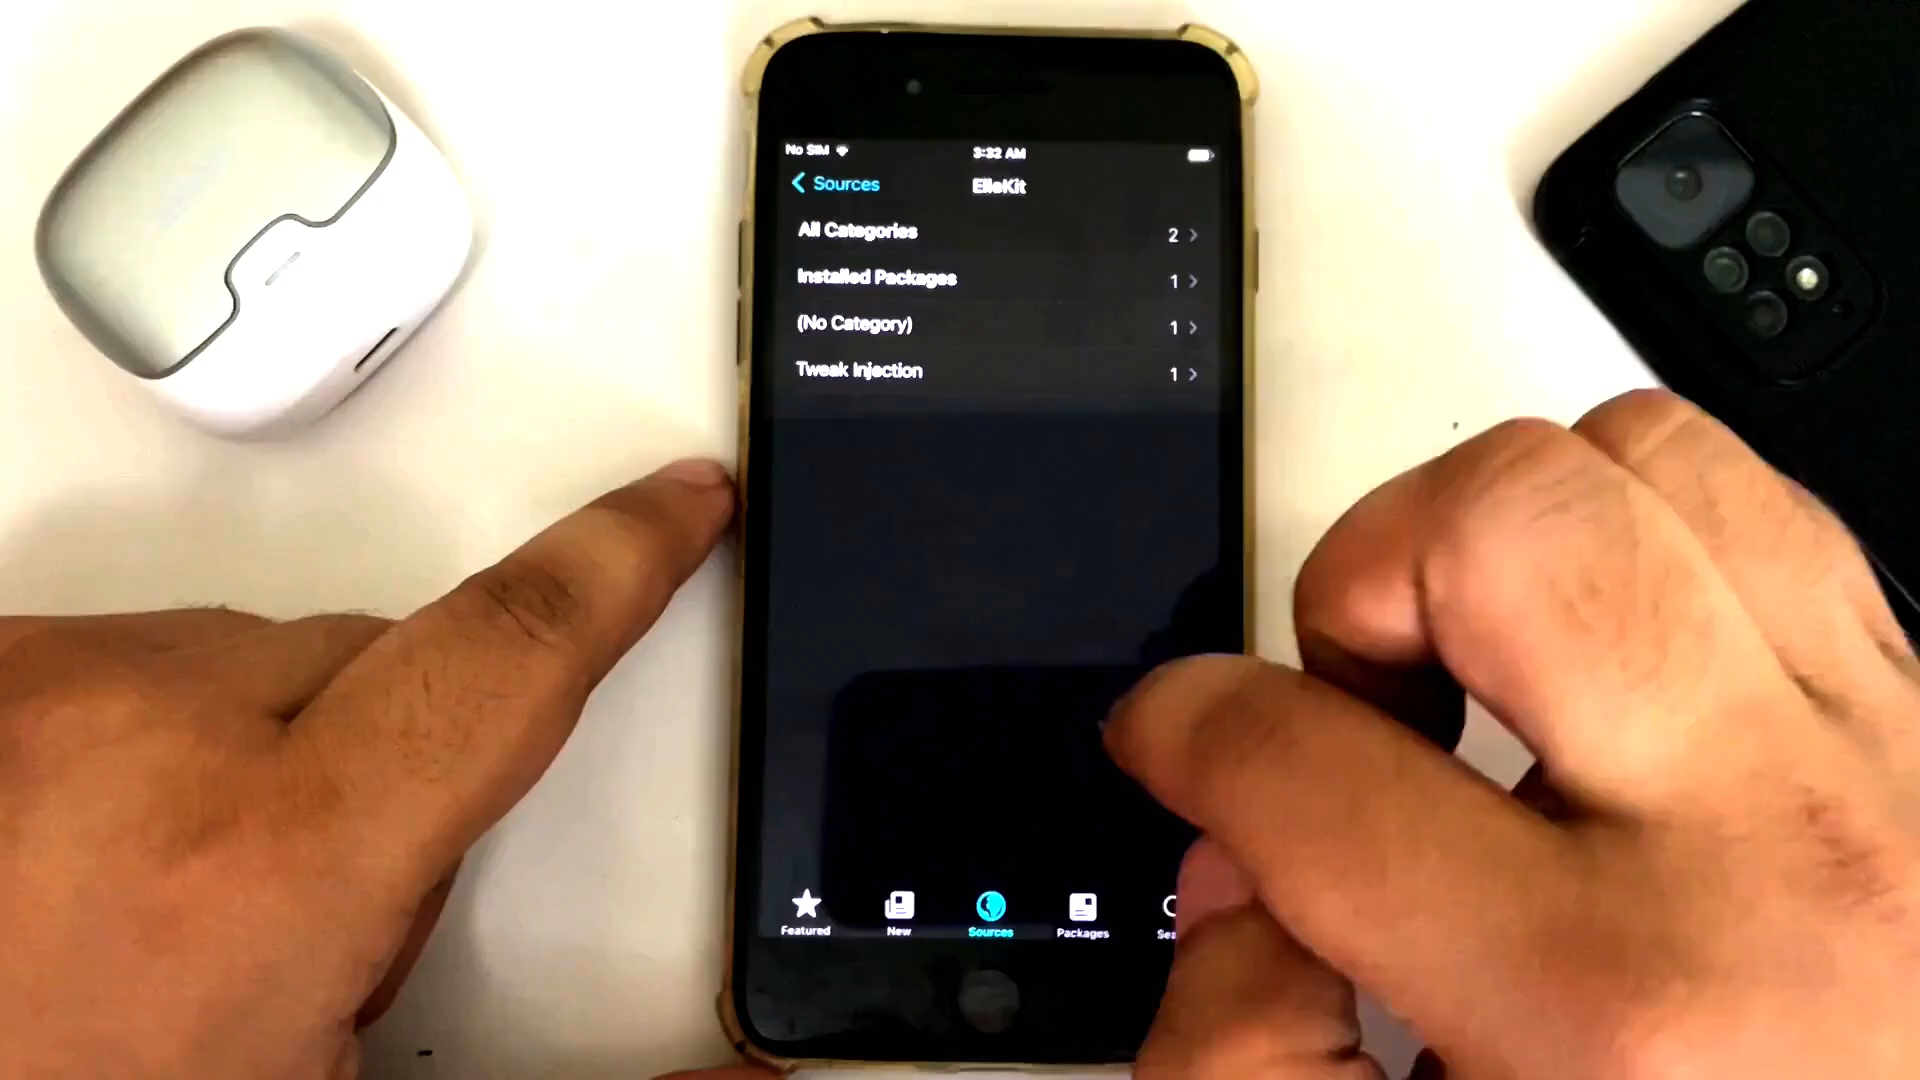 No SIM 3:32 AM
Sources ElleKit
All Categories 2
Installed Packages 1
(No Category) 1
Tweak Injection 1
Featured New Sources Packages Sea